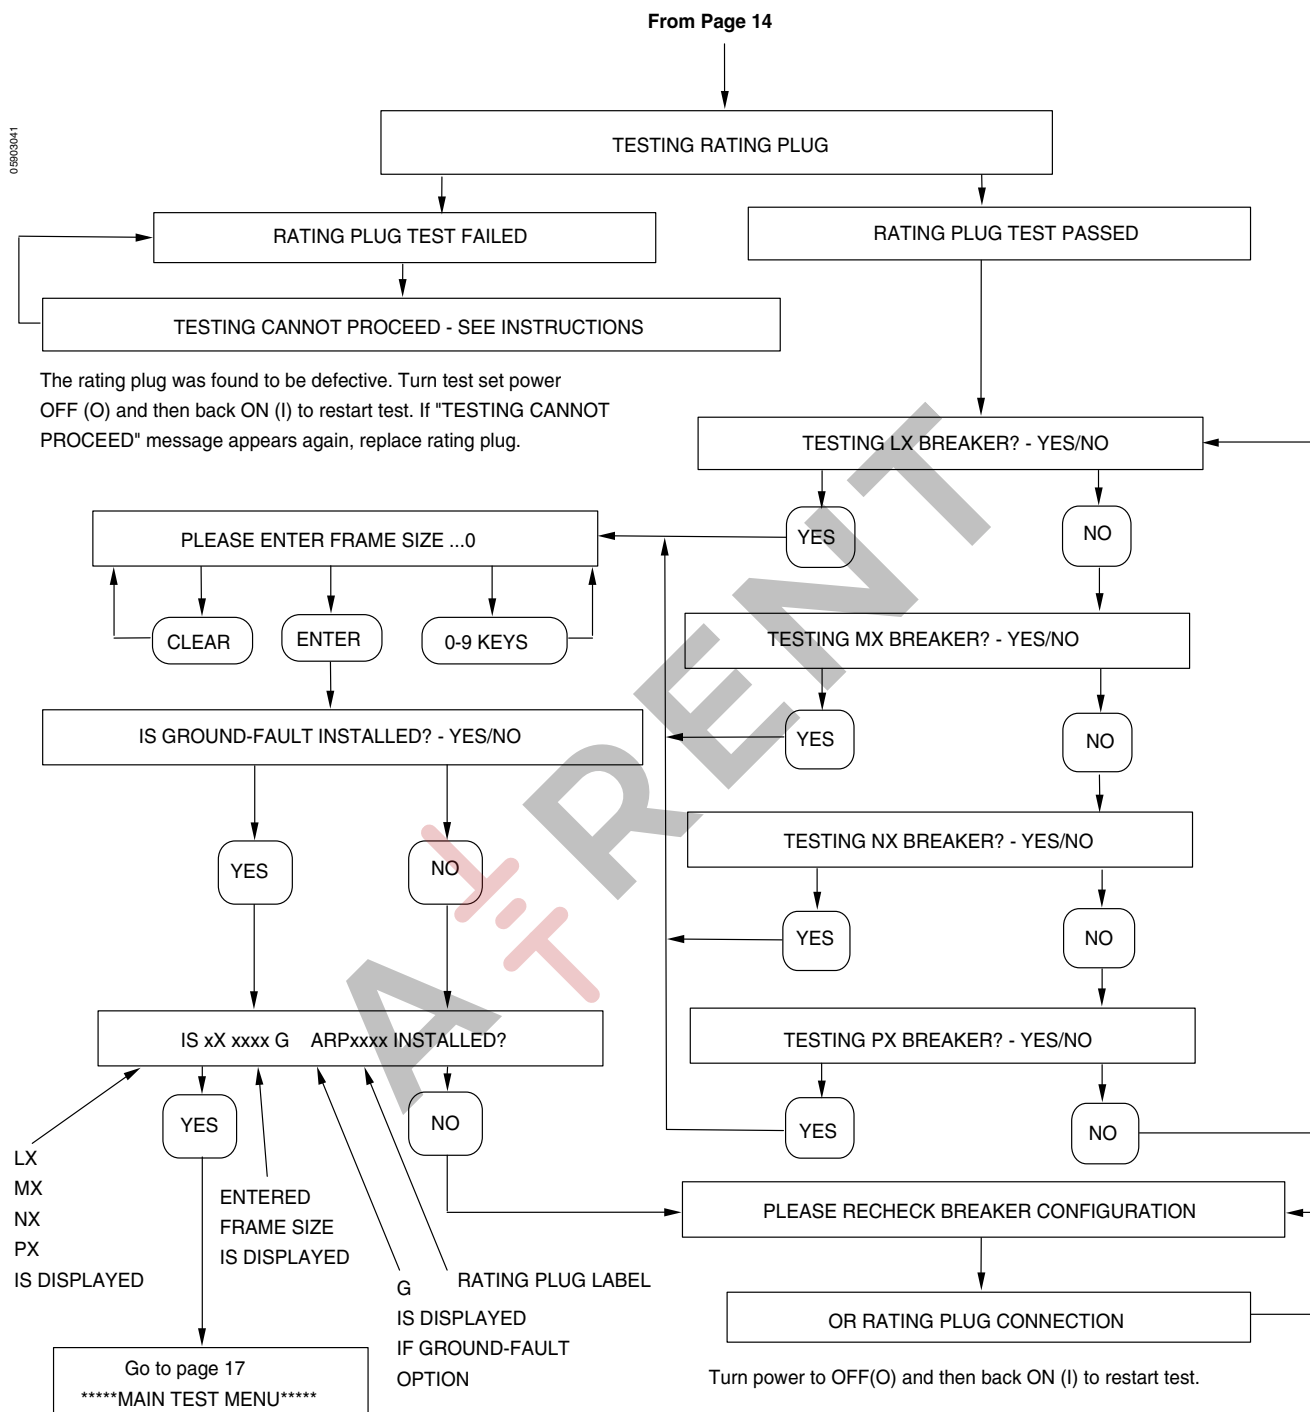 From Page 14
05903041
TESTING RATING PLUG
RATING PLUG TEST FAILED
RATING PLUG TEST PASSED
TESTING CANNOT PROCEED - SEE INSTRUCTIONS
The rating plug was found to be defective. Turn test set power
OFF (O) and then back ON (I) to restart test. If "TESTING CANNOT
PROCEED" message appears again, replace rating plug.
TESTING LX BREAKER? - YES/NO
YES
NO
PLEASE ENTER FRAME SIZE ...0
CLEAR
ENTER
0-9 KEYS
TESTING MX BREAKER? - YES/NO
YES
NO
IS GROUND-FAULT INSTALLED? - YES/NO
YES
NO
TESTING NX BREAKER? - YES/NO
YES
NO
IS xX xxxx G ARPxxxx INSTALLED?
YES
NO
TESTING PX BREAKER? - YES/NO
YES
NO
LX
MX
NX
PX
IS DISPLAYED
ENTERED
FRAME SIZE
IS DISPLAYED
G
IS DISPLAYED
IF GROUND-FAULT
OPTION
RATING PLUG LABEL
PLEASE RECHECK BREAKER CONFIGURATION
OR RATING PLUG CONNECTION
Turn power to OFF(O) and then back ON (I) to restart test.
Go to page 17
*****MAIN TEST MENU*****
A RENT